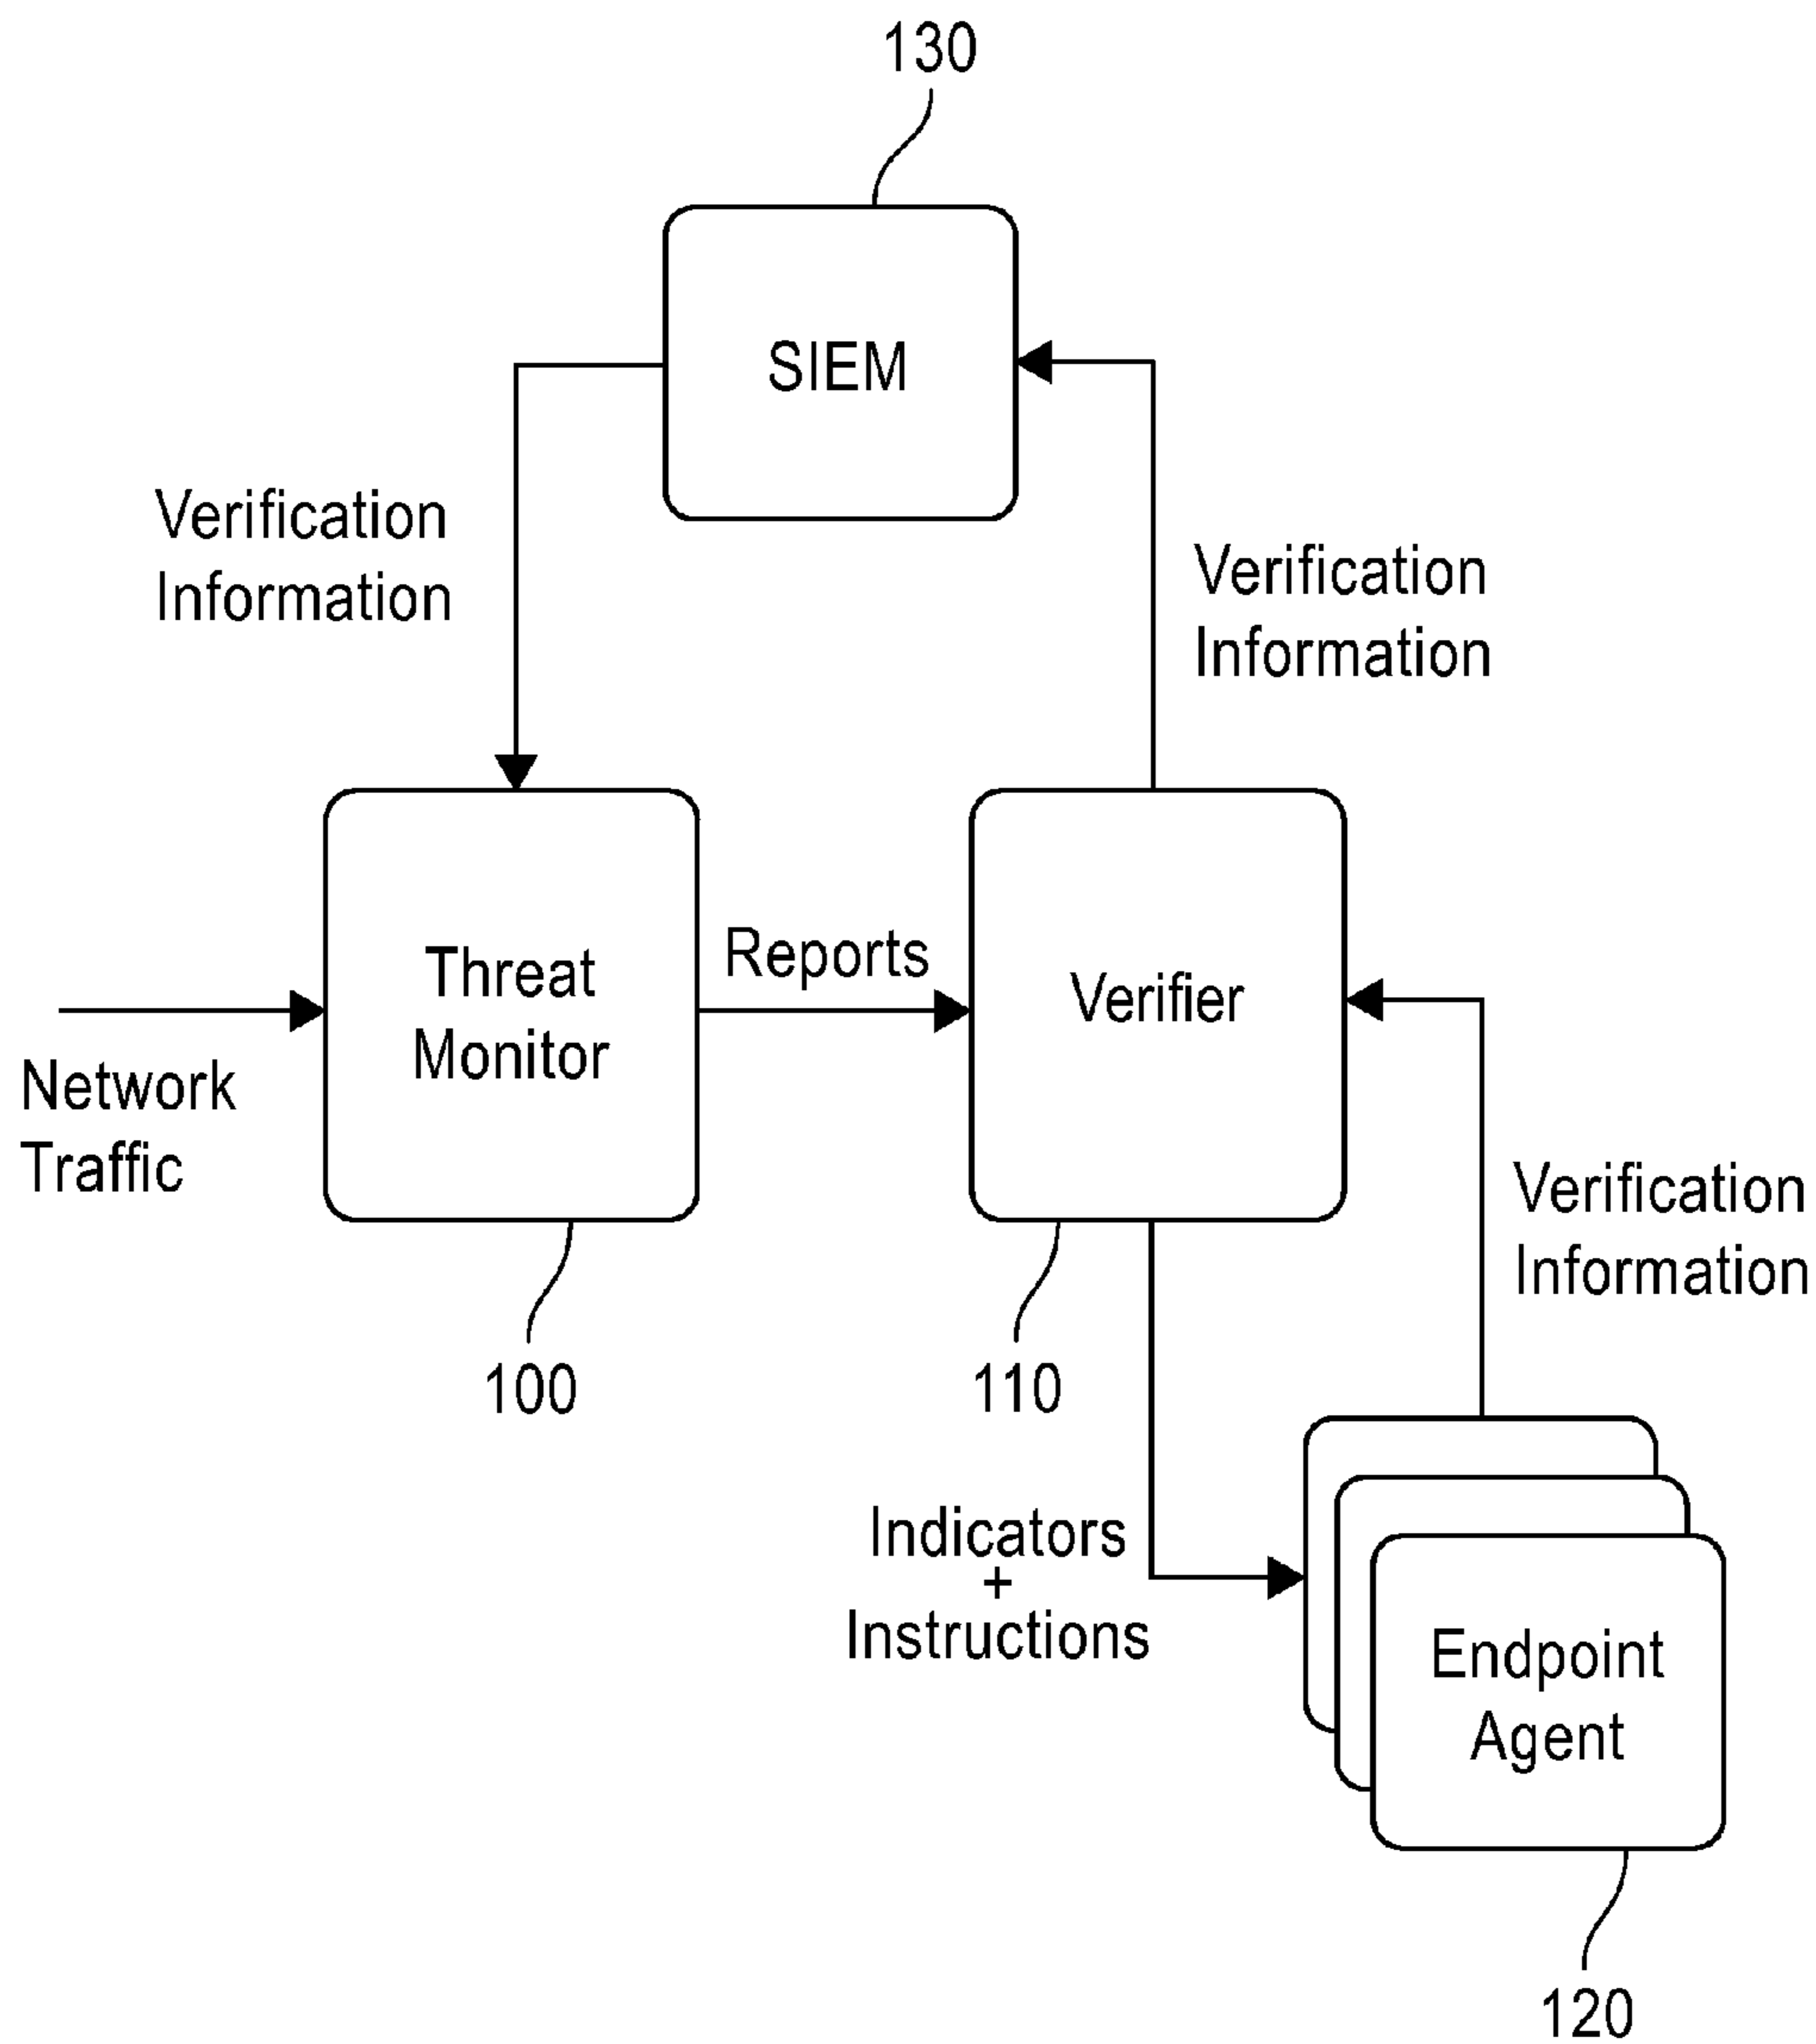 130
SIEM
Verification
Information
Verification
Information
Threat
Monitor
Reports
Verifier
Network
Traffic
Verification
Information
100
110
Indicators
+
Instructions
Endpoint
Agent
120